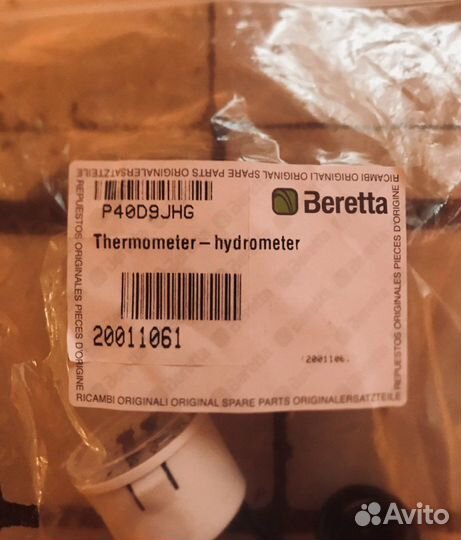 RICAMBI ORIGINALI ORIGINAL SPARE PARTS ORIGINALERSATZTEILE
P40D9JHG
Beretta
Thermometer-hydrometer
20011061
(2001106
REPUESTOS ORIGINALES PIECES D'ORIGINE
REPUESTOS ORIGINALES PIECES D'ORIGINE
RICAMBI ORIGINALI ORIGINAL SPARE PARTS ORIGINALERSATZTEILE
Avito